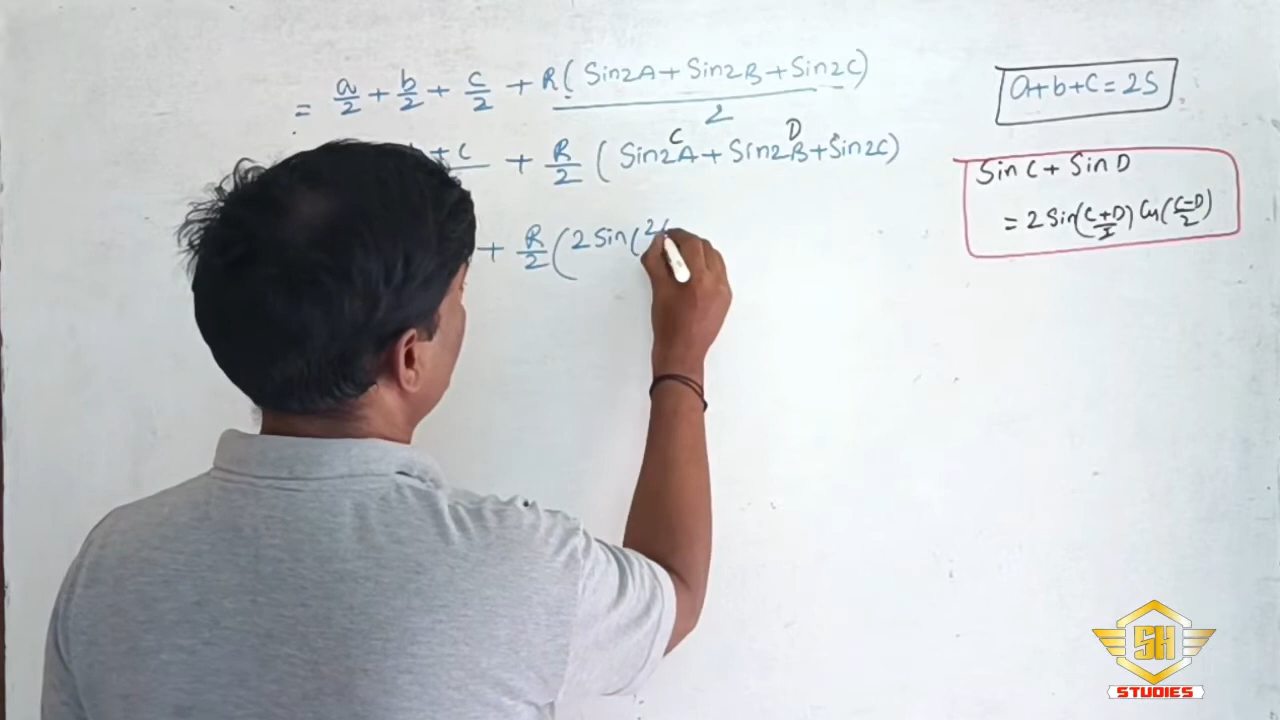 = a/2 + b/2 + c/2 + R(Sin2A + Sin2B + Sin2C)/2
a+b+c = 2S
C D
+ c + R/2 (Sin2A + Sin2B + Sin2C)
Sin C + Sin D
= 2 Sin(C+D/2) Cos(C-D/2)
+ R/2 (2 Sin(2(
SH
STUDIES